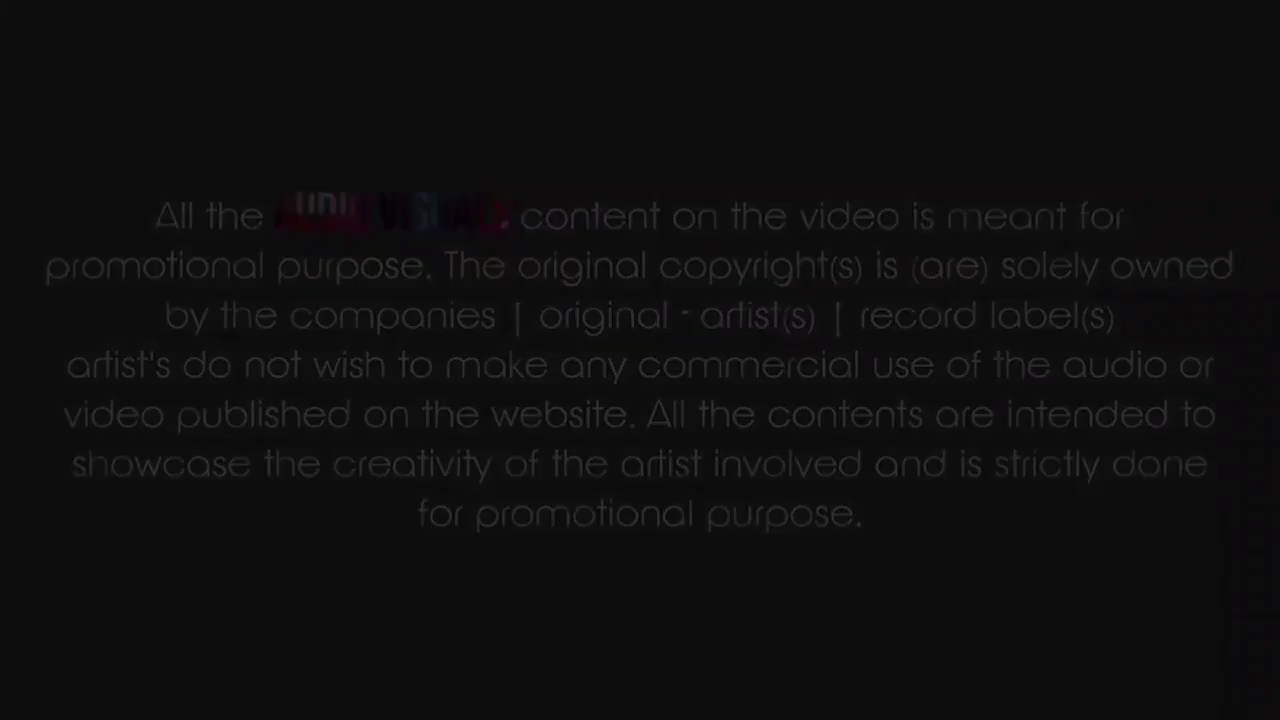 All the AUDIO VISUALS. content on the video is meant for
promotional purpose. The original copyright(s) is (are) solely owned
by the companies | original - artist(s) | record label(s)
artist's do not wish to make any commercial use of the audio or
video published on the website. All the contents are intended to
showcase the creativity of the artist involved and is strictly done
for promotional purpose.